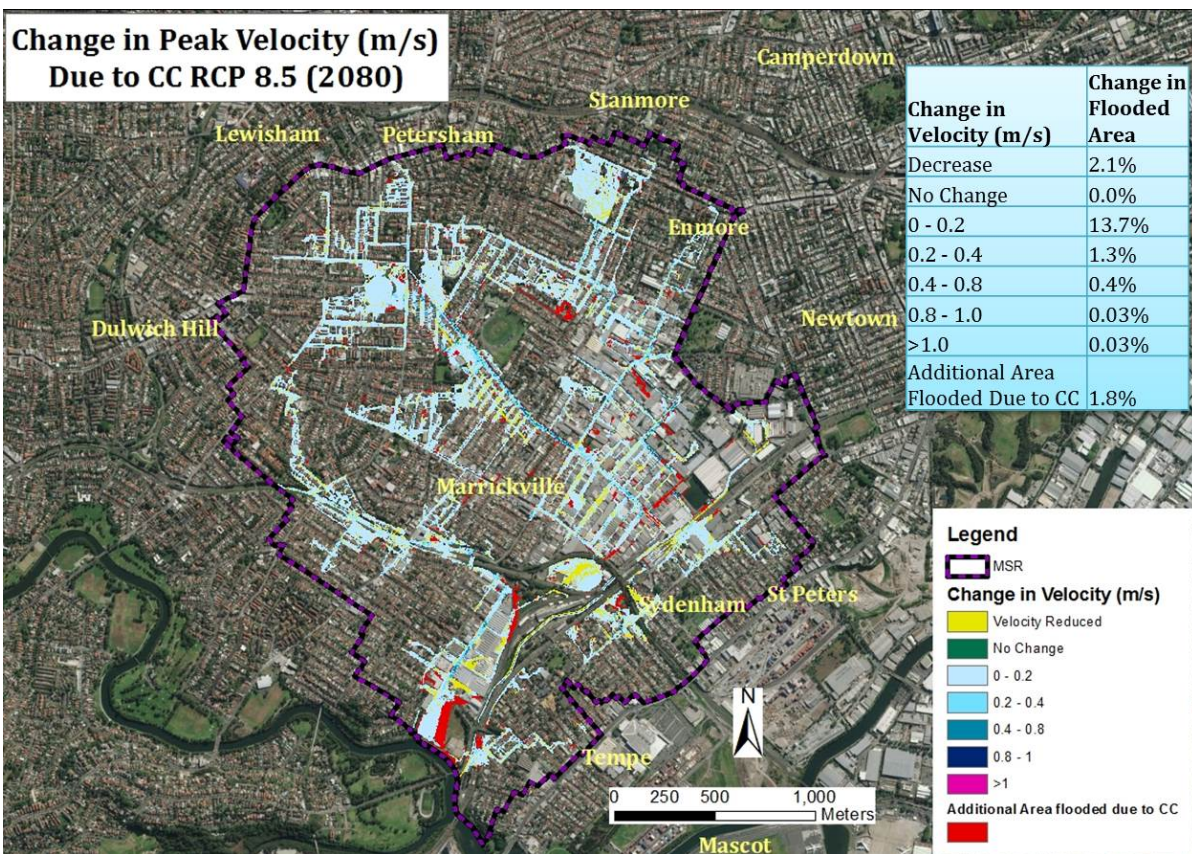 Change in Peak Velocity (m/s)
Due to CC RCP 8.5 (2080)
Camperdown
Stanmore
Lewisham
Petersham
Enmore
Newtown
Dulwich Hill
Marrickville
Sydenham
St Peters
Tempe
Mascot
Change in
Velocity (m/s)
Change in
Flooded
Area
Decrease 2.1%
No Change 0.0%
0 - 0.2 13.7%
0.2 - 0.4 1.3%
0.4 - 0.8 0.4%
0.8 - 1.0 0.03%
>1.0 0.03%
Additional Area
Flooded Due to CC 1.8%
Legend
MSR
Change in Velocity (m/s)
Velocity Reduced
No Change
0 - 0.2
0.2 - 0.4
0.4 - 0.8
0.8 - 1
>1
Additional Area flooded due to CC
N
0 250 500 1,000
Meters